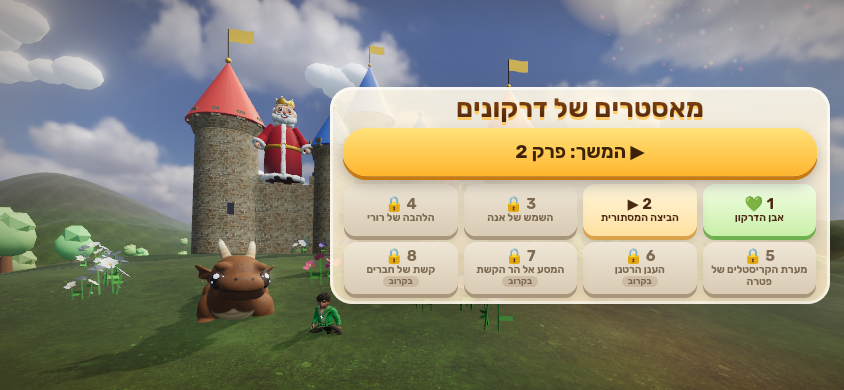 מאסטרים של דרקונים
▶ המשך: פרק 2
1 💚
אבן הדרקון
2 ▶
הביצה המסתורית
3 🔒
השמש של אנה
4 🔒
הלהבה של רורי
5 🔒
מערת הקריסטלים של
פטרה
6 🔒
הענן הרטנן
בקרוב
7 🔒
המסע אל הר הקשת
בקרוב
8 🔒
קשת של חברים
בקרוב